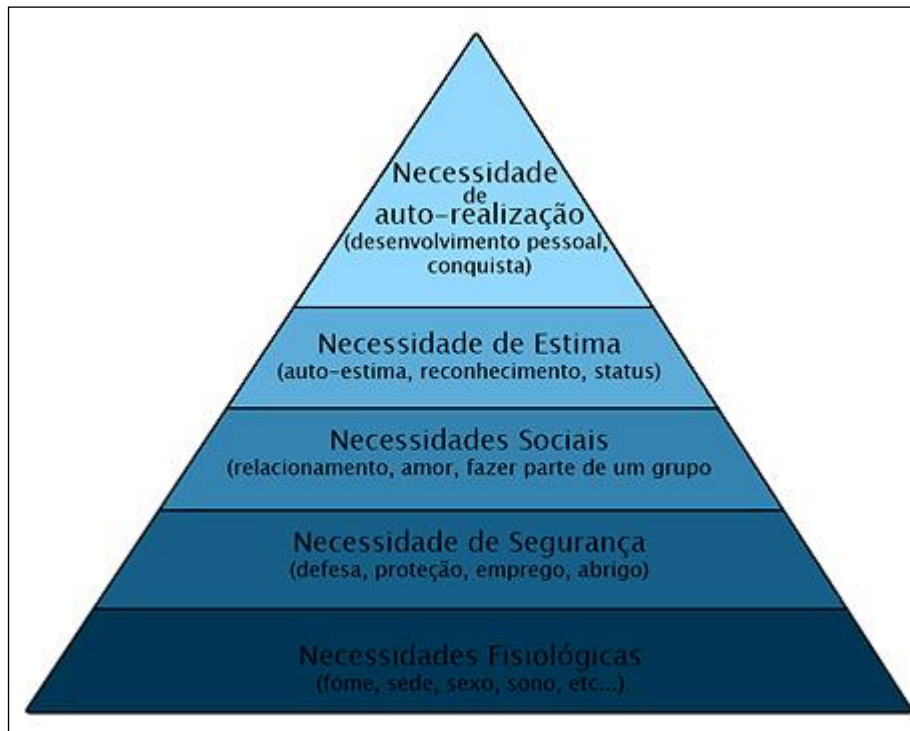 Necessidade
de
auto-realização
(desenvolvimento pessoal,
conquista)
Necessidade de Estima
(auto-estima, reconhecimento, status)
Necessidades Sociais
(relacionamento, amor, fazer parte de um grupo
Necessidade de Segurança
(defesa, proteção, emprego, abrigo)
Necessidades Fisiológicas
(fome, sede, sexo, sono, etc...)